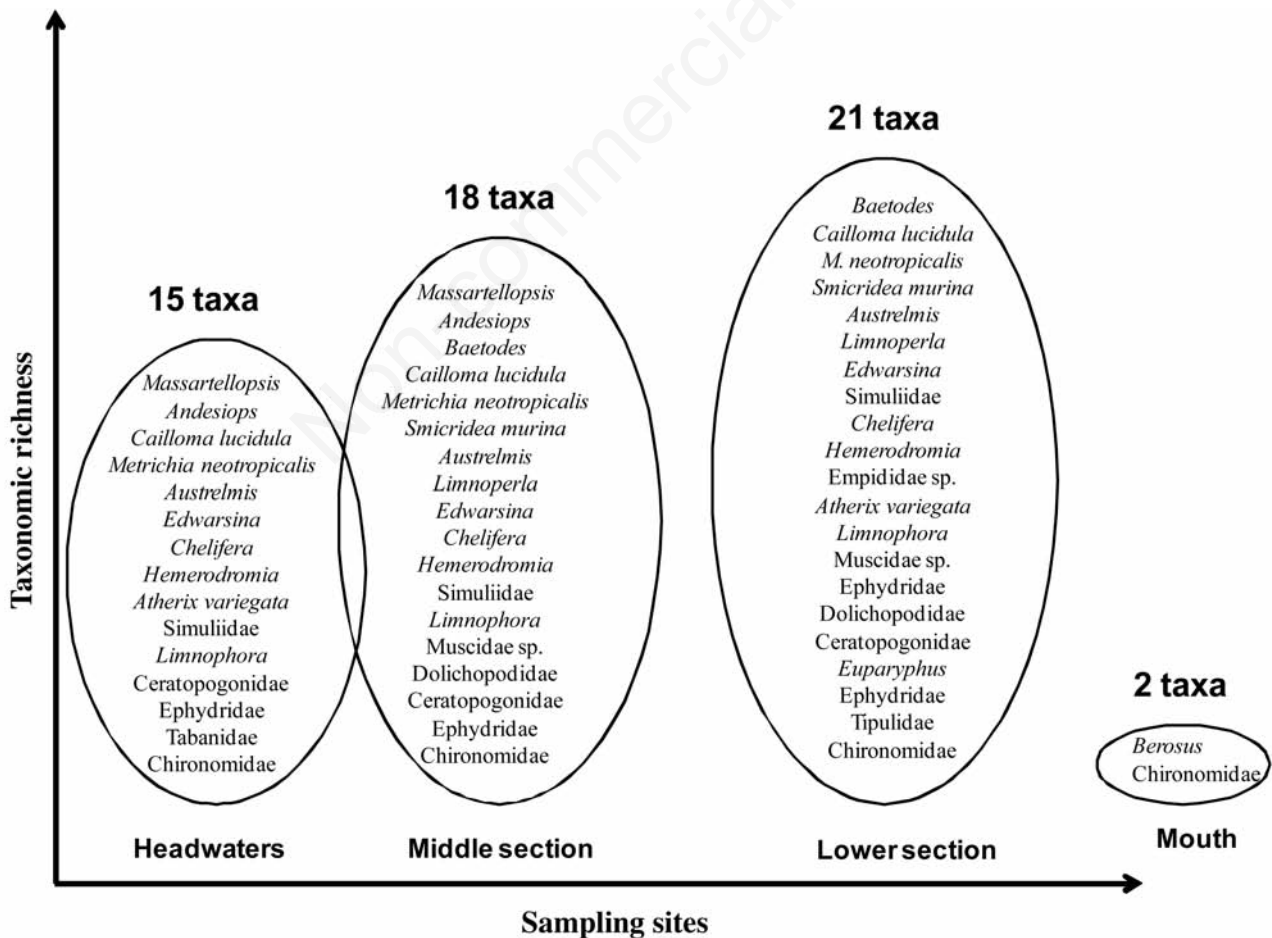 Non-commercial
21 taxa
18 taxa
15 taxa
2 taxa
Taxonomic richness
Massartellopsis
Andesiops
Cailloma lucidula
Metrichia neotropicalis
Austrelmis
Edwarsina
Chelifera
Hemerodromia
Atherix variegata
Simuliidae
Limnophora
Ceratopogonidae
Ephydridae
Tabanidae
Chironomidae
Headwaters
Massartellopsis
Andesiops
Baetodes
Cailloma lucidula
Metrichia neotropicalis
Smicridea murina
Austrelmis
Limnoperla
Edwarsina
Chelifera
Hemerodromia
Simuliidae
Limnophora
Muscidae sp.
Dolichopodidae
Ceratopogonidae
Ephydridae
Chironomidae
Middle section
Baetodes
Cailloma lucidula
M. neotropicalis
Smicridea murina
Austrelmis
Limnoperla
Edwarsina
Simuliidae
Chelifera
Hemerodromia
Empididae sp.
Atherix variegata
Limnophora
Muscidae sp.
Ephydridae
Dolichopodidae
Ceratopogonidae
Euparyphus
Ephydridae
Tipulidae
Chironomidae
Lower section
Berosus
Chironomidae
Mouth
Sampling sites